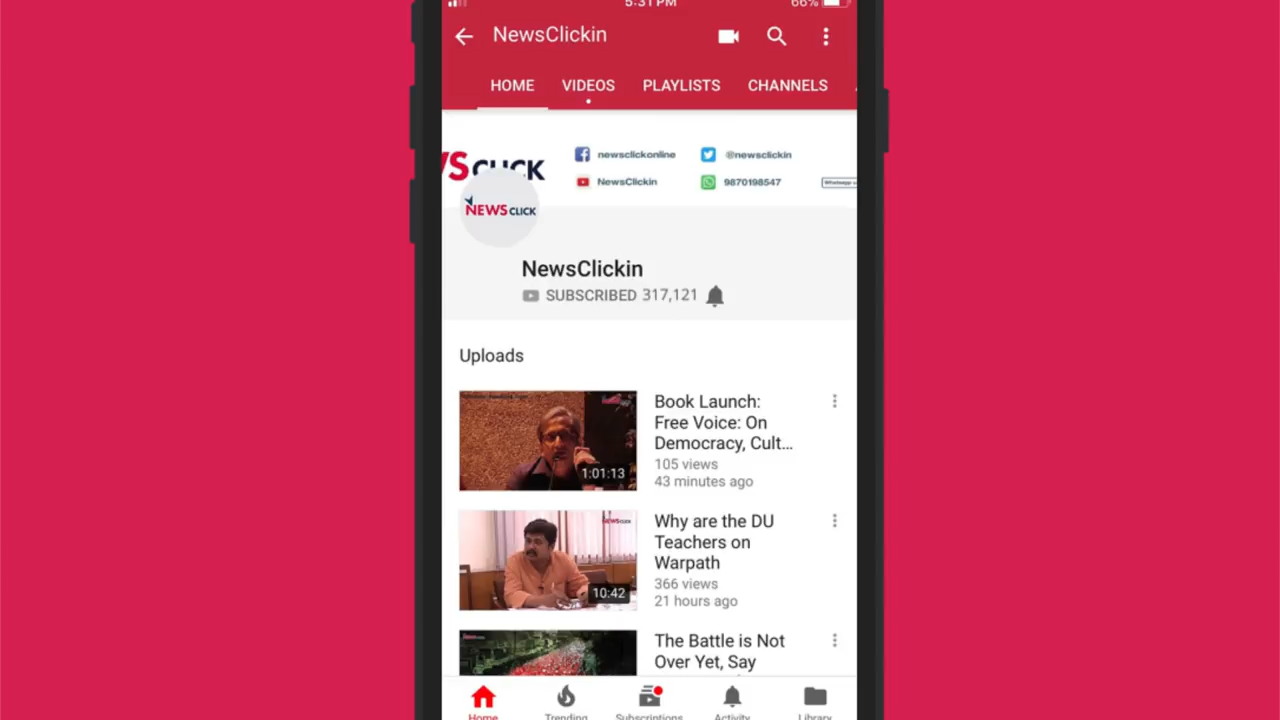 5:31 PM
66%
NewsClickin
HOME
VIDEOS
PLAYLISTS
CHANNELS
WS CLICK
newsclickonline
@newsclickin
NewsClickin
9870198547
NEWSCLICK
NewsClickin
SUBSCRIBED 317,121
Uploads
Book Launch:
Free Voice: On
Democracy, Cult...
105 views
43 minutes ago
1:01:13
NEWSCLICK
Why are the DU
Teachers on
Warpath
366 views
21 hours ago
10:42
The Battle is Not
Over Yet, Say
Home
Trending
Subscriptions
Activity
Library